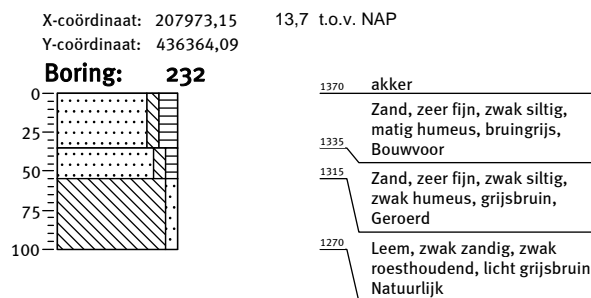 X-coördinaat: 207973,15 13,7 t.o.v. NAP
Y-coördinaat: 436364,09
Boring: 232
0
25
50
75
100
1370 akker
Zand, zeer fijn, zwak siltig,
matig humeus, bruingrijs,
1335 Bouwvoor
1315 Zand, zeer fijn, zwak siltig,
zwak humeus, grijsbruin,
Geroerd
1270 Leem, zwak zandig, zwak
roesthoudend, licht grijsbruin
Natuurlijk